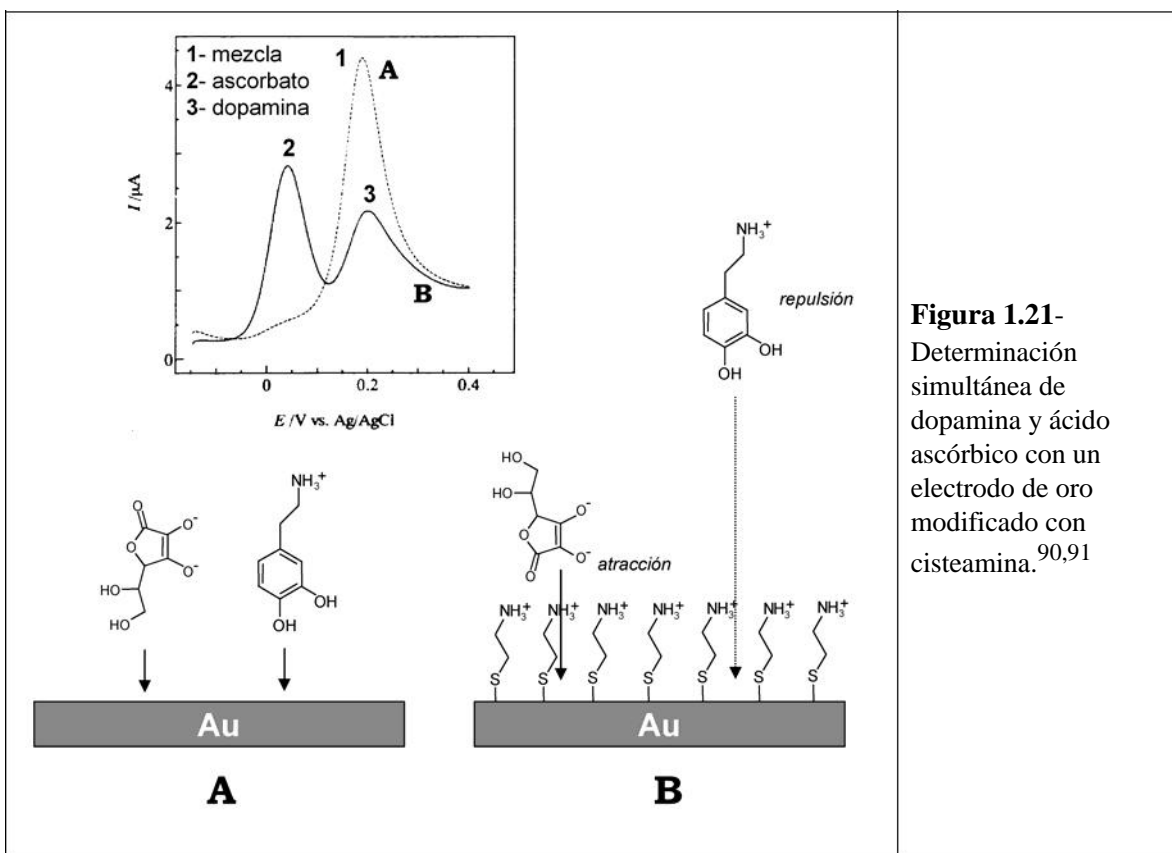 1- mezcla
2- ascorbato
3- dopamina
1
A
2
3
B
4
2
0
I /µA
0
0.2
0.4
E /V vs. Ag/AgCl
NH3+
repulsión
OH
OH
O
O
O-
O-
HO
HO
NH3+
OH
OH
HO
HO
O
O
O-
O-
atracción
NH3+ NH3+ NH3+ NH3+ NH3+ NH3+ NH3+
S S S S S S S
Au
Au
A
B
Figura 1.21-
Determinación
simultánea de
dopamina y ácido
ascórbico con un
electrodo de oro
modificado con
cisteamina.90,91